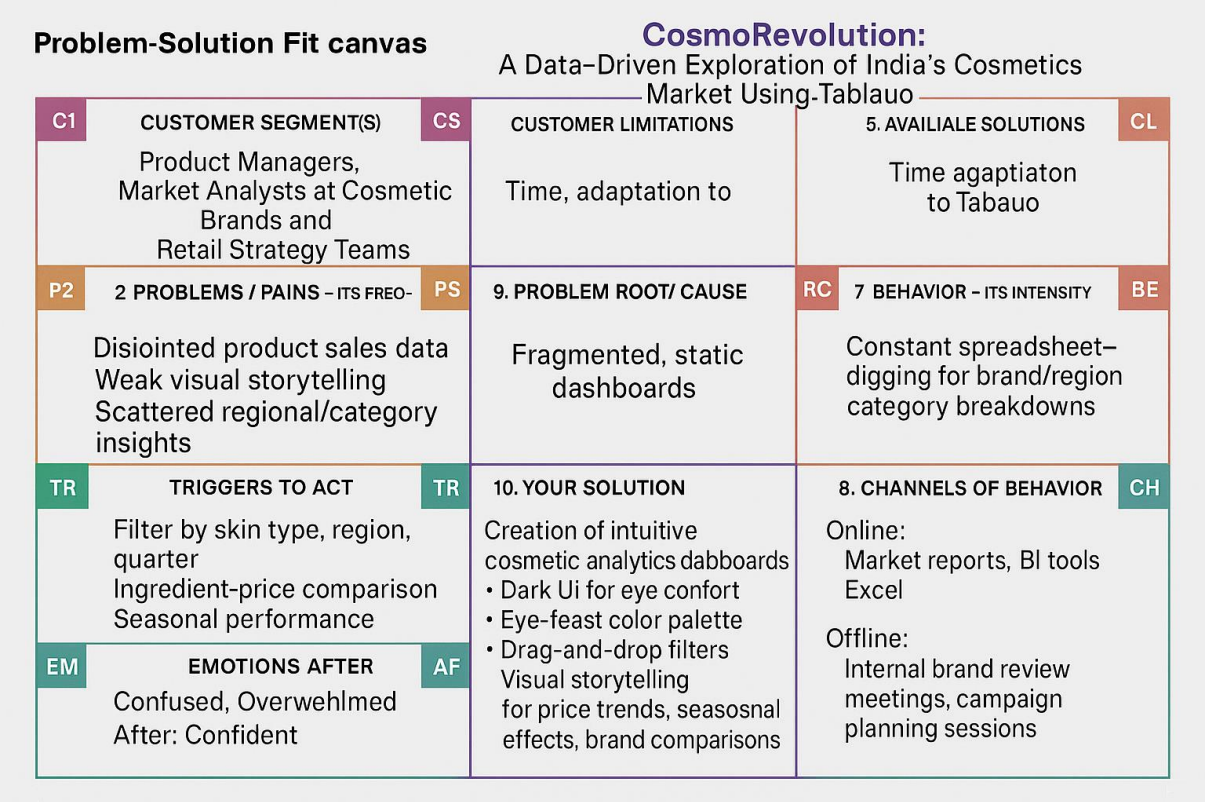 Problem-Solution Fit canvas
CosmoRevolution:
A Data–Driven Exploration of India's Cosmetics
Market Using-Tablauo
C1
CUSTOMER SEGMENT(S)
CS
Product Managers,
Market Analysts at Cosmetic
Brands and
Retail Strategy Teams
CUSTOMER LIMITATIONS
Time, adaptation to
5. AVAILIALE SOLUTIONS
CL
Time agaptiaton
to Tabauo
P2
2 PROBLEMS / PAINS – ITS FREO-
PS
Disiointed product sales data
Weak visual storytelling
Scattered regional/category
insights
9. PROBLEM ROOT/ CAUSE
Fragmented, static
dashboards
RC
7 BEHAVIOR – ITS INTENSITY
BE
Constant spreadsheet–
digging for brand/region
category breakdowns
TR
TRIGGERS TO ACT
TR
Filter by skin type, region,
quarter
Ingredient-price comparison
Seasonal performance
EM
EMOTIONS AFTER
AF
Confused, Overwehlmed
After: Confident
10. YOUR SOLUTION
Creation of intuitive
cosmetic analytics dabboards
• Dark Ui for eye confort
• Eye-feast color palette
• Drag-and-drop filters
Visual storytelling
for price trends, seasosnal
effects, brand comparisons
8. CHANNELS OF BEHAVIOR
CH
Online:
Market reports, BI tools
Excel
Offline:
Internal brand review
meetings, campaign
planning sessions